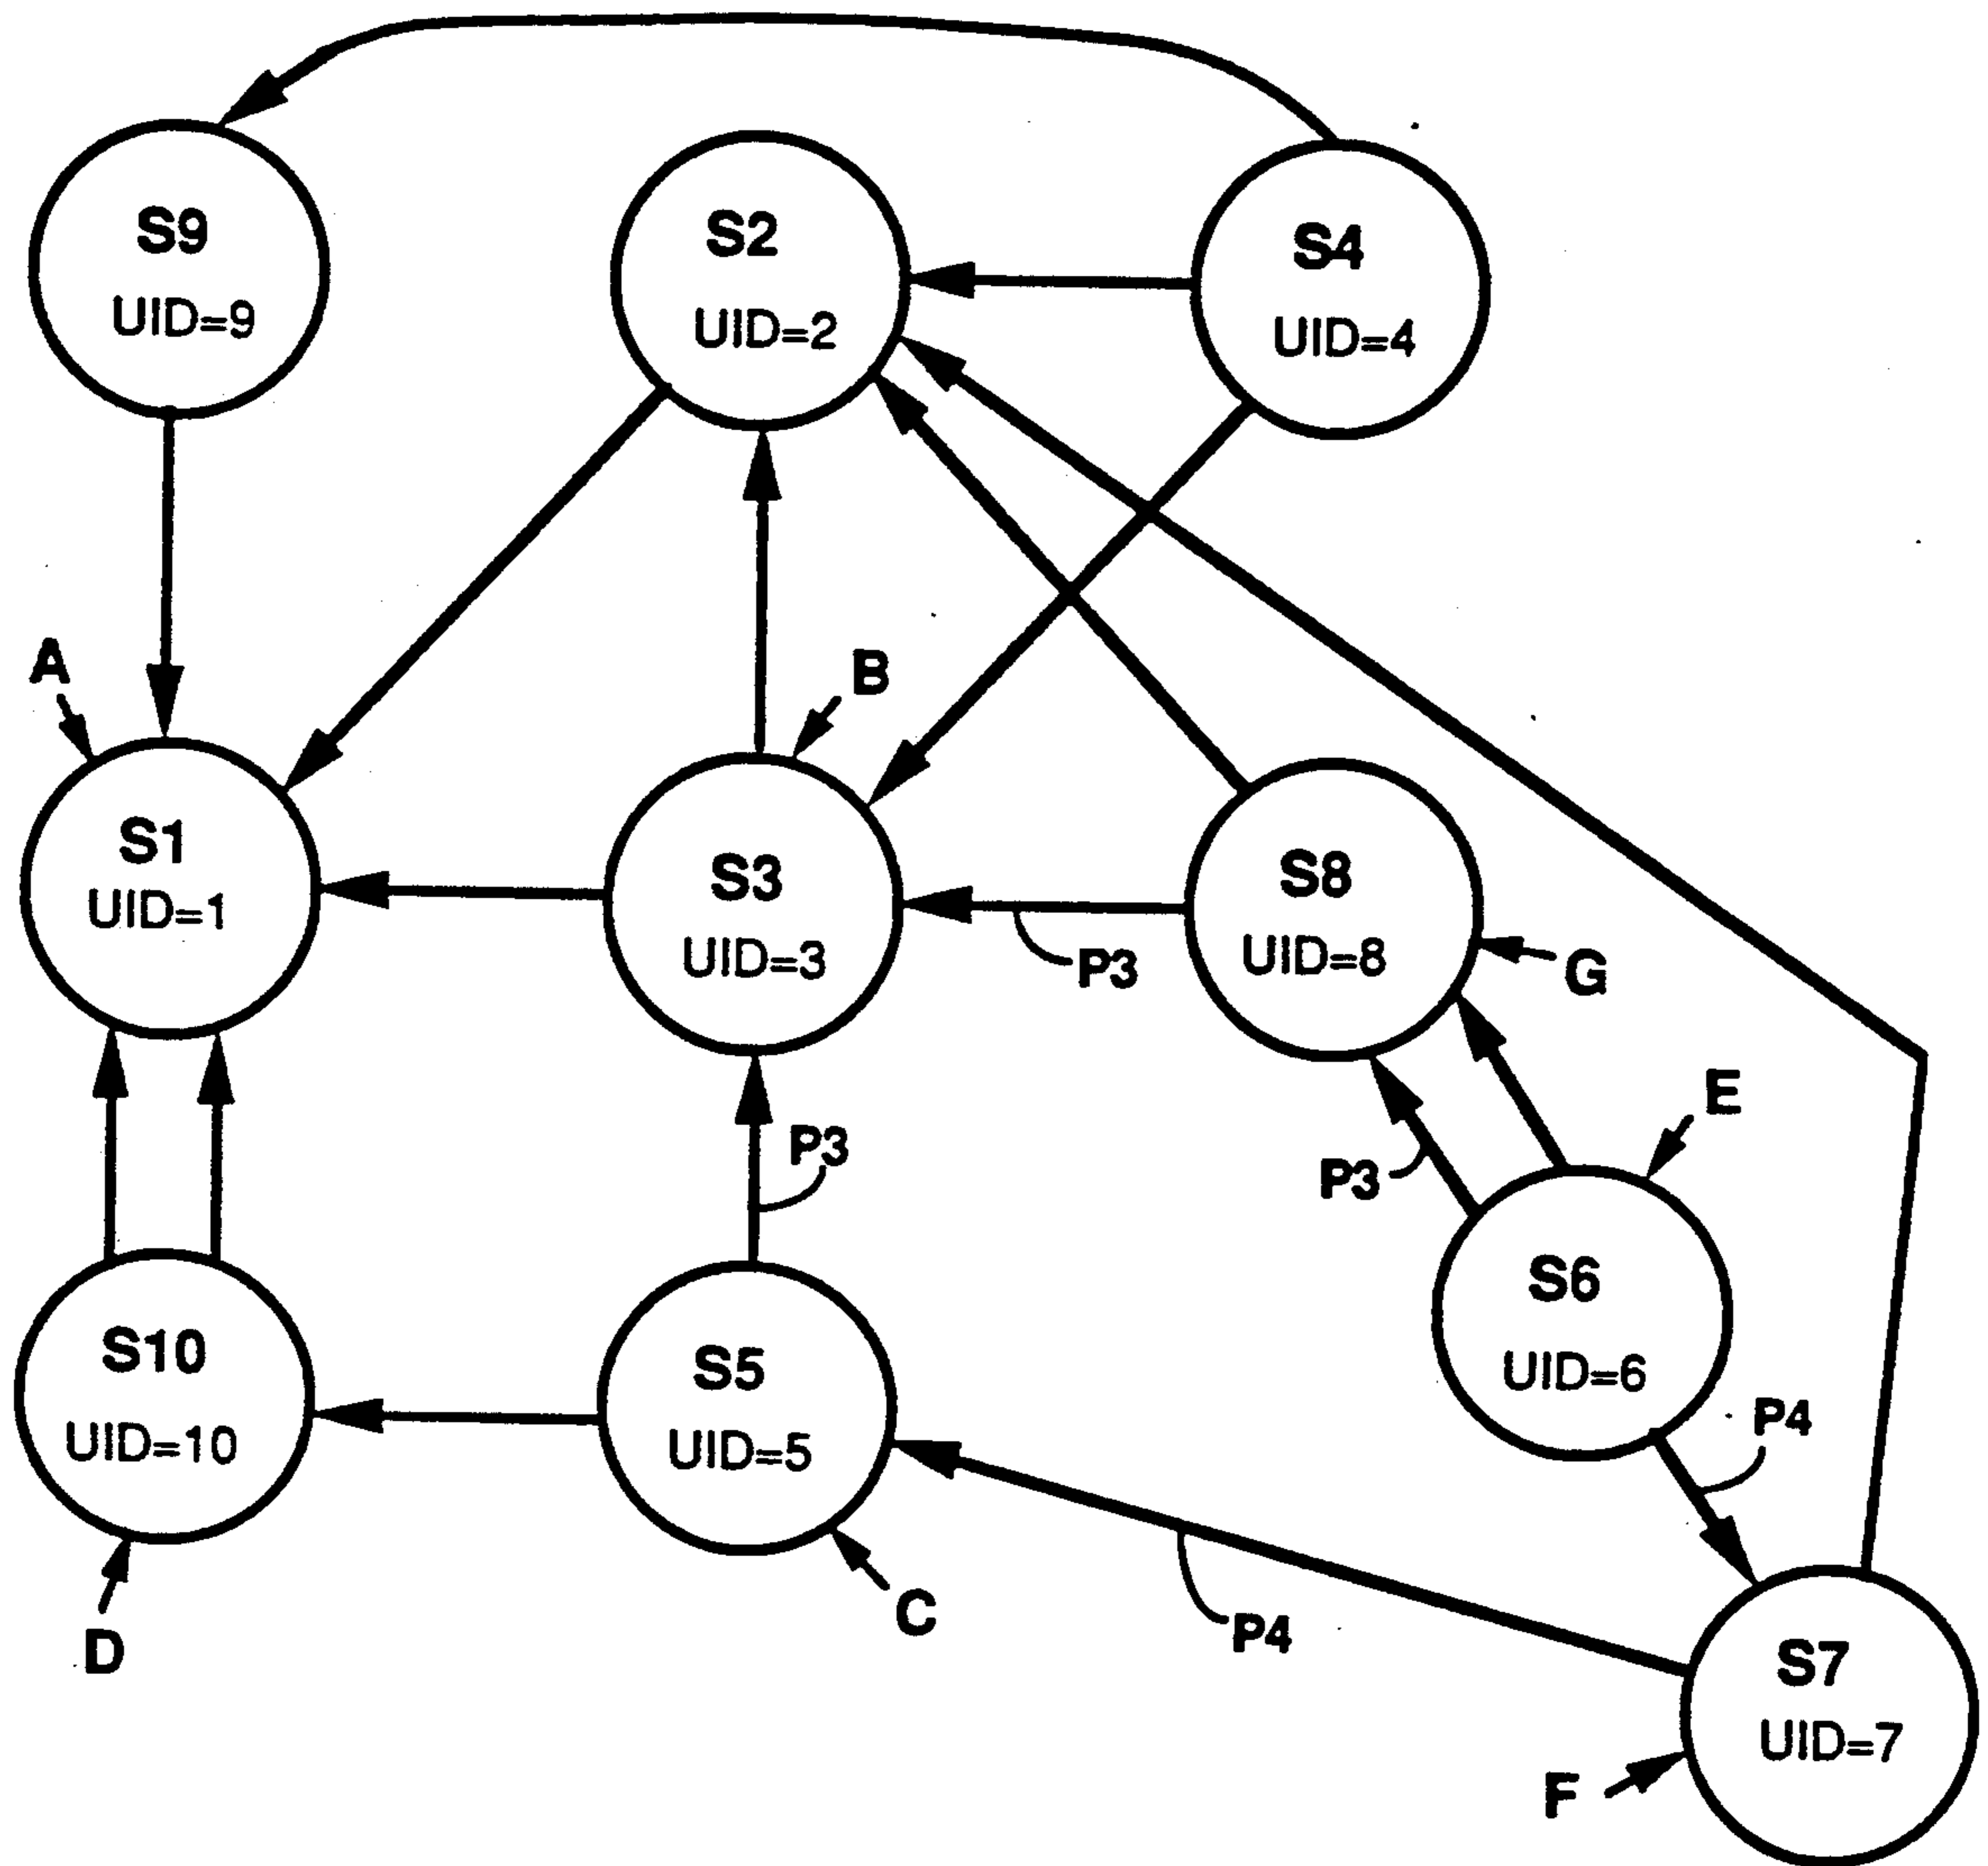 S9
UID=9
S2
UID=2
S4
UID=4
A
B
S1
UID=1
S3
UID=3
S8
UID=8
P3
G
E
P3
P3
S10
UID=10
S5
UID=5
S6
UID=6
P4
C
D
P4
S7
UID=7
F